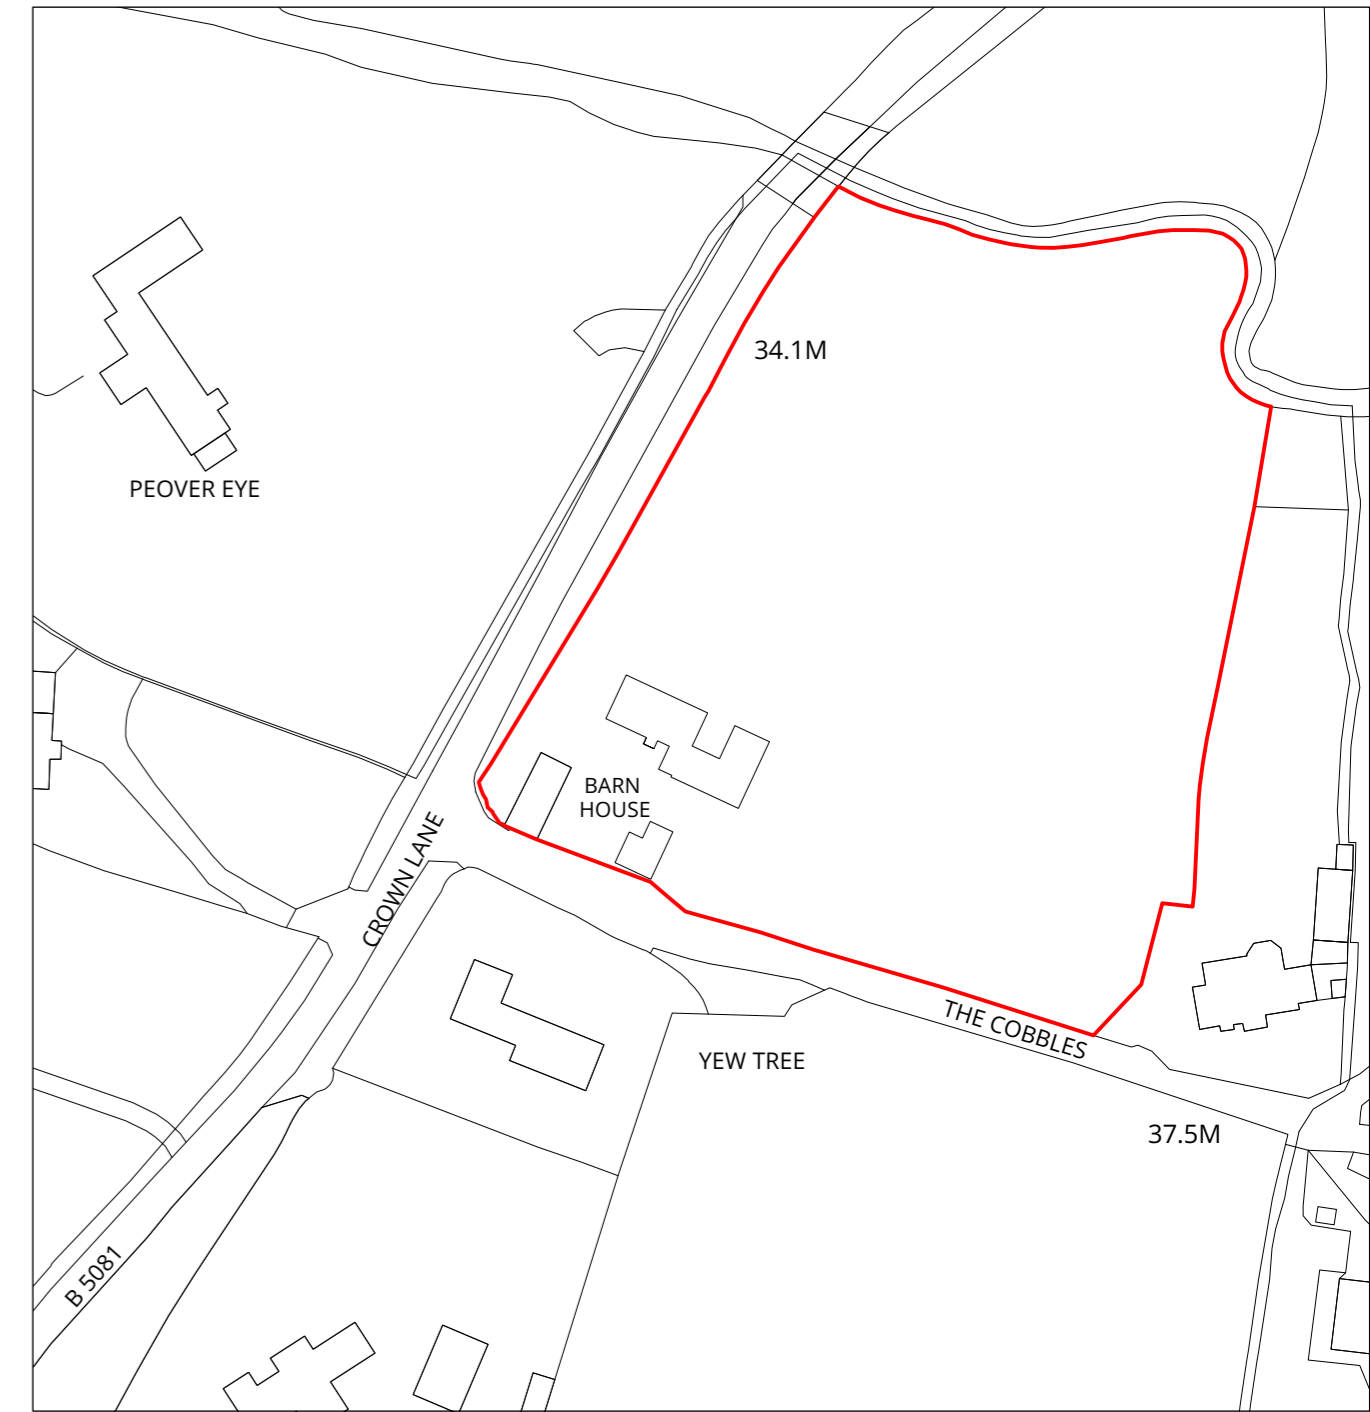 34.1M
PEOVER EYE
BARN
HOUSE
CROWN LANE
THE COBBLES
YEW TREE
37.5M
B 5081